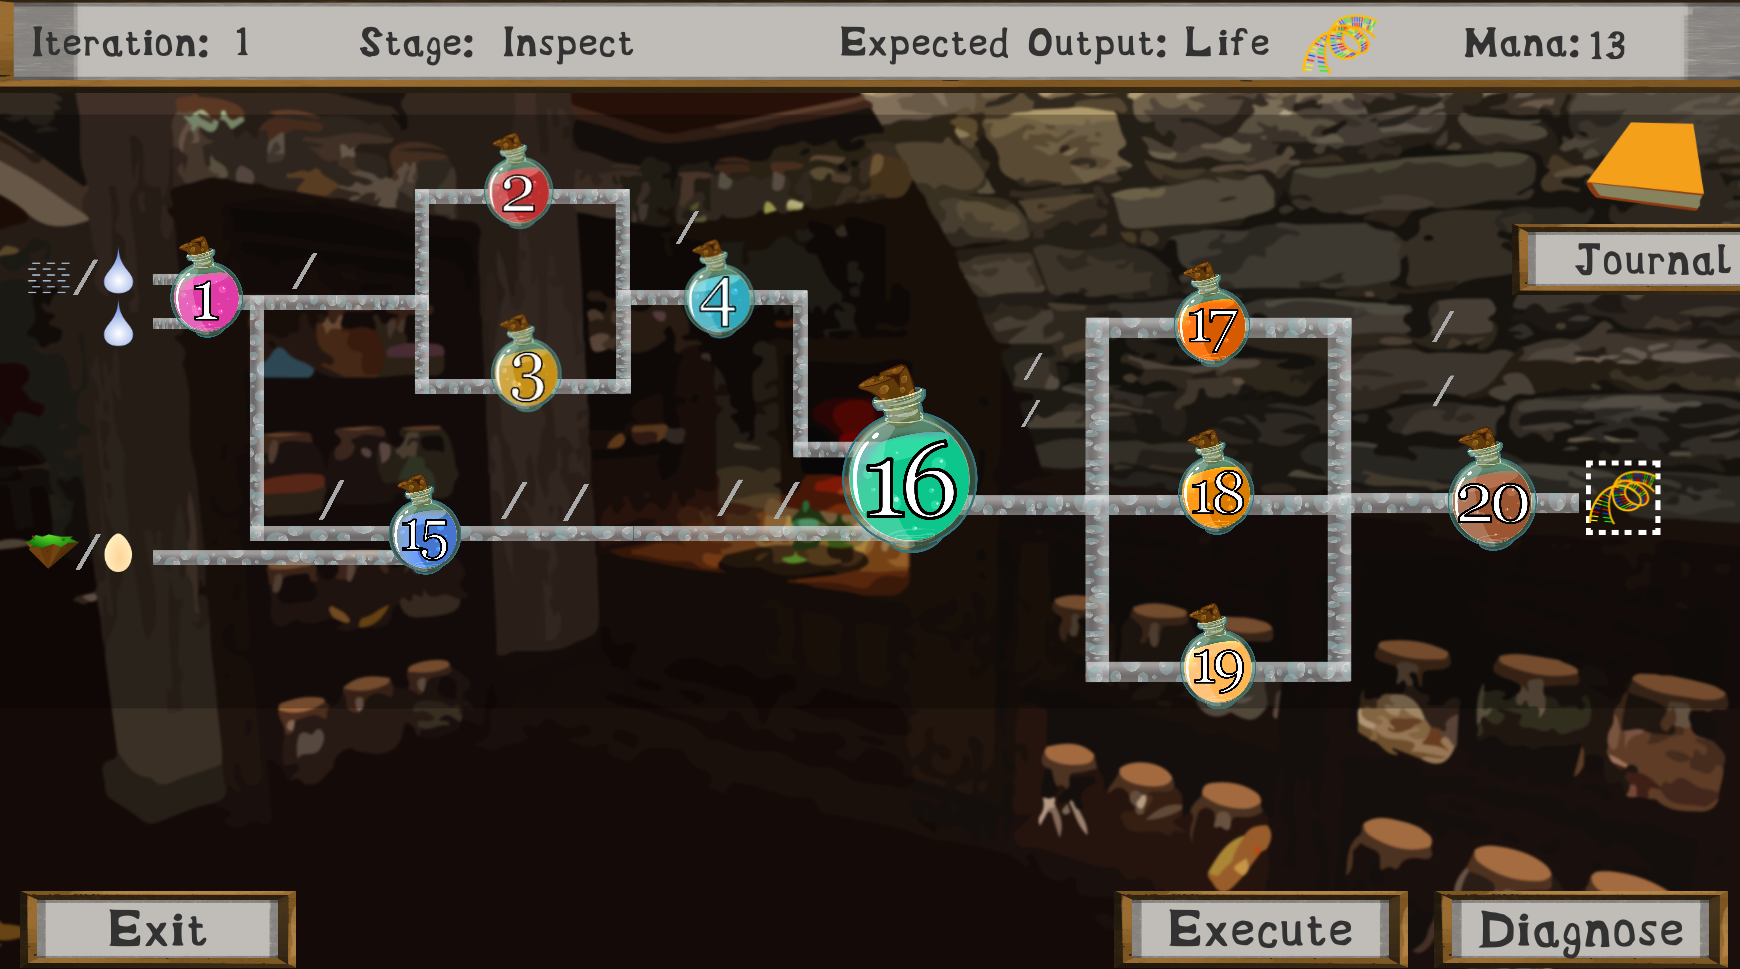 Iteration: 1 Stage: Inspect Expected Output: Life Mana: 13
Journal
2
1
4
17
3
16
18
20
15
19
Exit
Execute
Diagnose